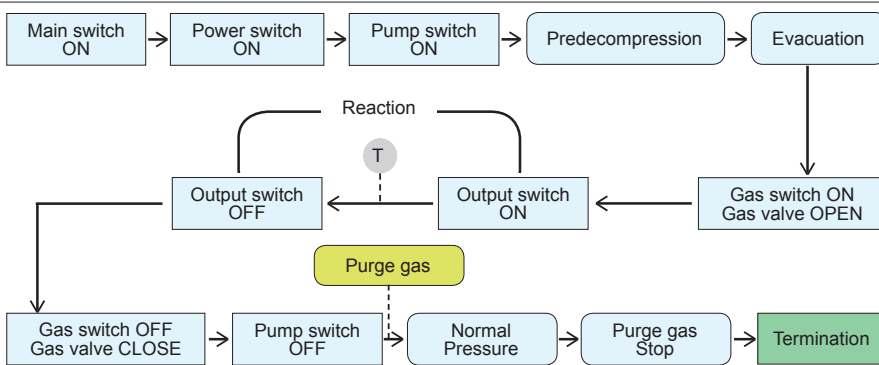 Main switch
ON
Power switch
ON
Pump switch
ON
Predecompression
Evacuation
Reaction
T
Output switch
OFF
Output switch
ON
Gas switch ON
Gas valve OPEN
Purge gas
Gas switch OFF
Gas valve CLOSE
Pump switch
OFF
Normal
Pressure
Purge gas
Stop
Termination